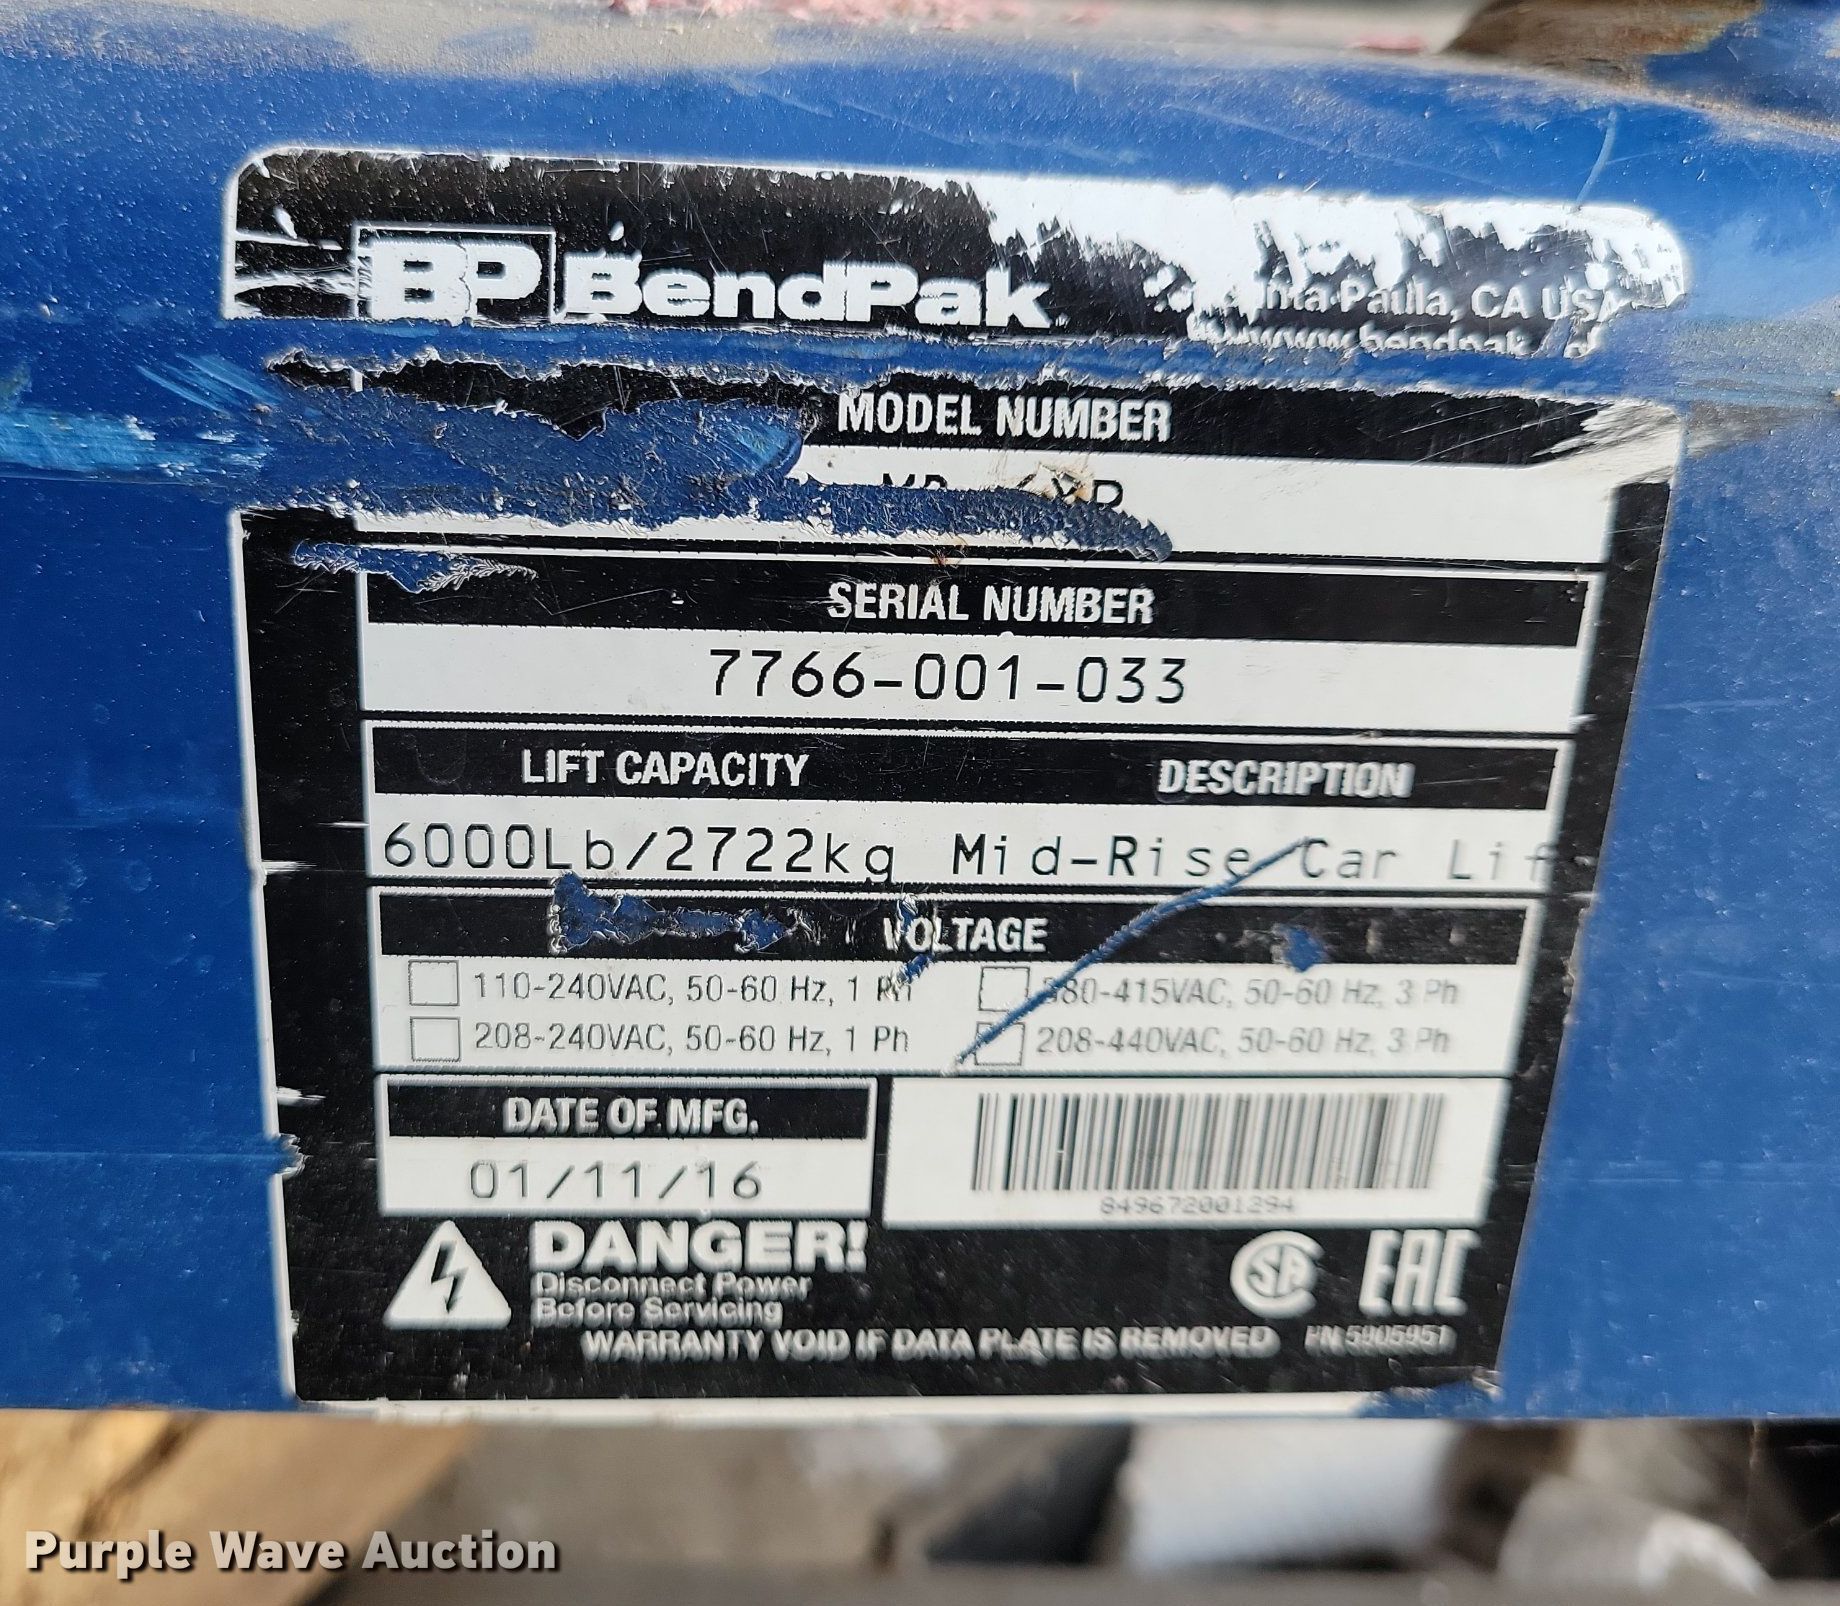 BP BendPak
Paula, CA USA
www.bendpak
MODEL NUMBER
SERIAL NUMBER
7766-001-033
LIFT CAPACITY DESCRIPTION
6000Lb/2722kg Mid-Rise Car Lif
VOLTAGE
110-240VAC, 50-60 Hz, 1 Ph 380-415VAC, 50-60 Hz, 3 Ph
208-240VAC, 50-60 Hz, 1 Ph 208-440VAC, 50-60 Hz, 3 Ph
DATE OF MFG.
01/11/16
849672001294
DANGER!
Disconnect Power
Before Servicing
SA EAC
WARRANTY VOID IF DATA PLATE IS REMOVED PN 5905951
Purple Wave Auction